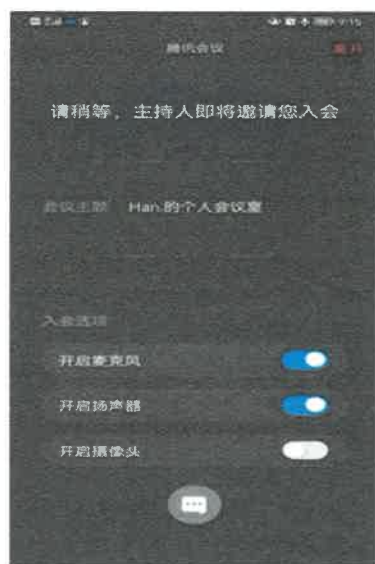 腾讯会议
离开
请稍等，主持人即将邀请您入会
会议主题 Han.的个人会议室
入会选项
开启麦克风
开启扬声器
开启摄像头